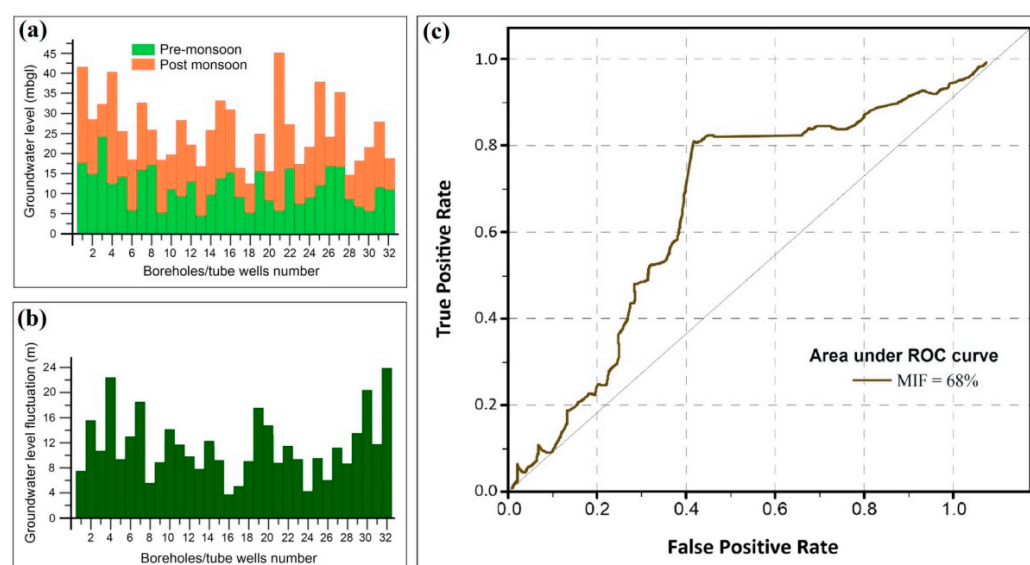 (a)
Pre-monsoon
Post monsoon
Groundwater level (mbgl)
45
40
35
30
25
20
15
10
5
0
2 4 6 8 10 12 14 16 18 20 22 24 26 28 30 32
Boreholes/tube wells number
(b)
Groundwater level fluctuation (m)
24
20
16
12
8
4
0
2 4 6 8 10 12 14 16 18 20 22 24 26 28 30 32
Boreholes/tube wells number
(c)
True Positive Rate
1.0
0.8
0.6
0.4
0.2
0.0
Area under ROC curve
MIF = 68%
0.0 0.2 0.4 0.6 0.8 1.0
False Positive Rate